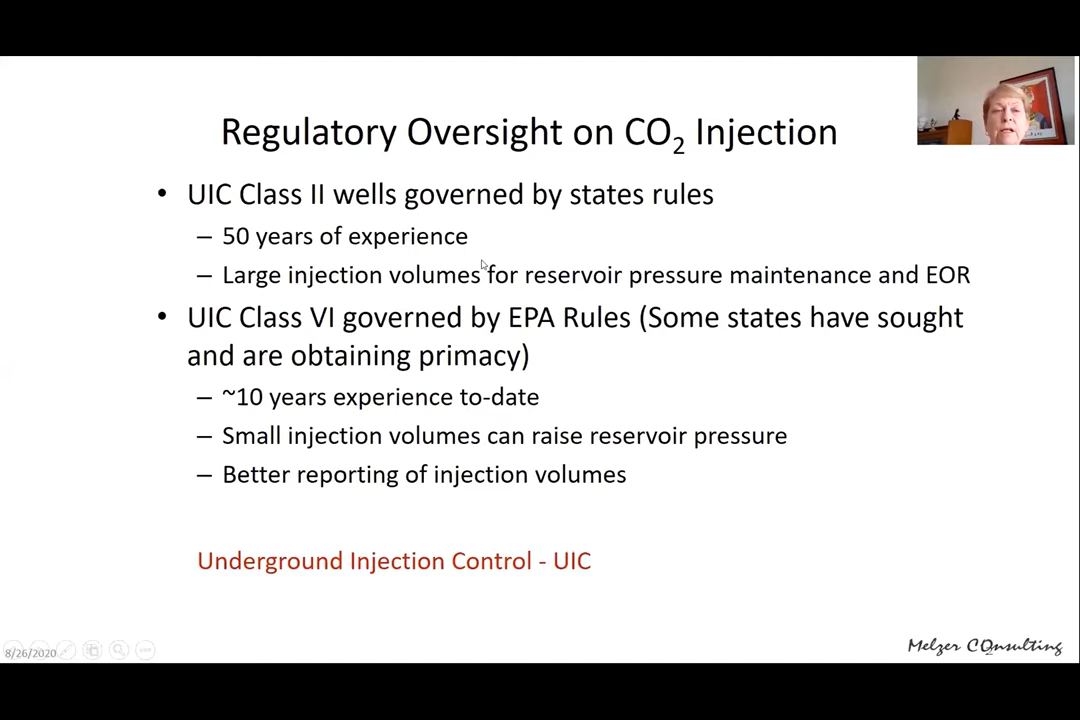 Regulatory Oversight on CO₂ Injection
• UIC Class II wells governed by states rules
– 50 years of experience
– Large injection volumes for reservoir pressure maintenance and EOR
• UIC Class VI governed by EPA Rules (Some states have sought
and are obtaining primacy)
– ~10 years experience to-date
– Small injection volumes can raise reservoir pressure
– Better reporting of injection volumes
Underground Injection Control - UIC
8/26/2020
Melzer CO₂nsulting